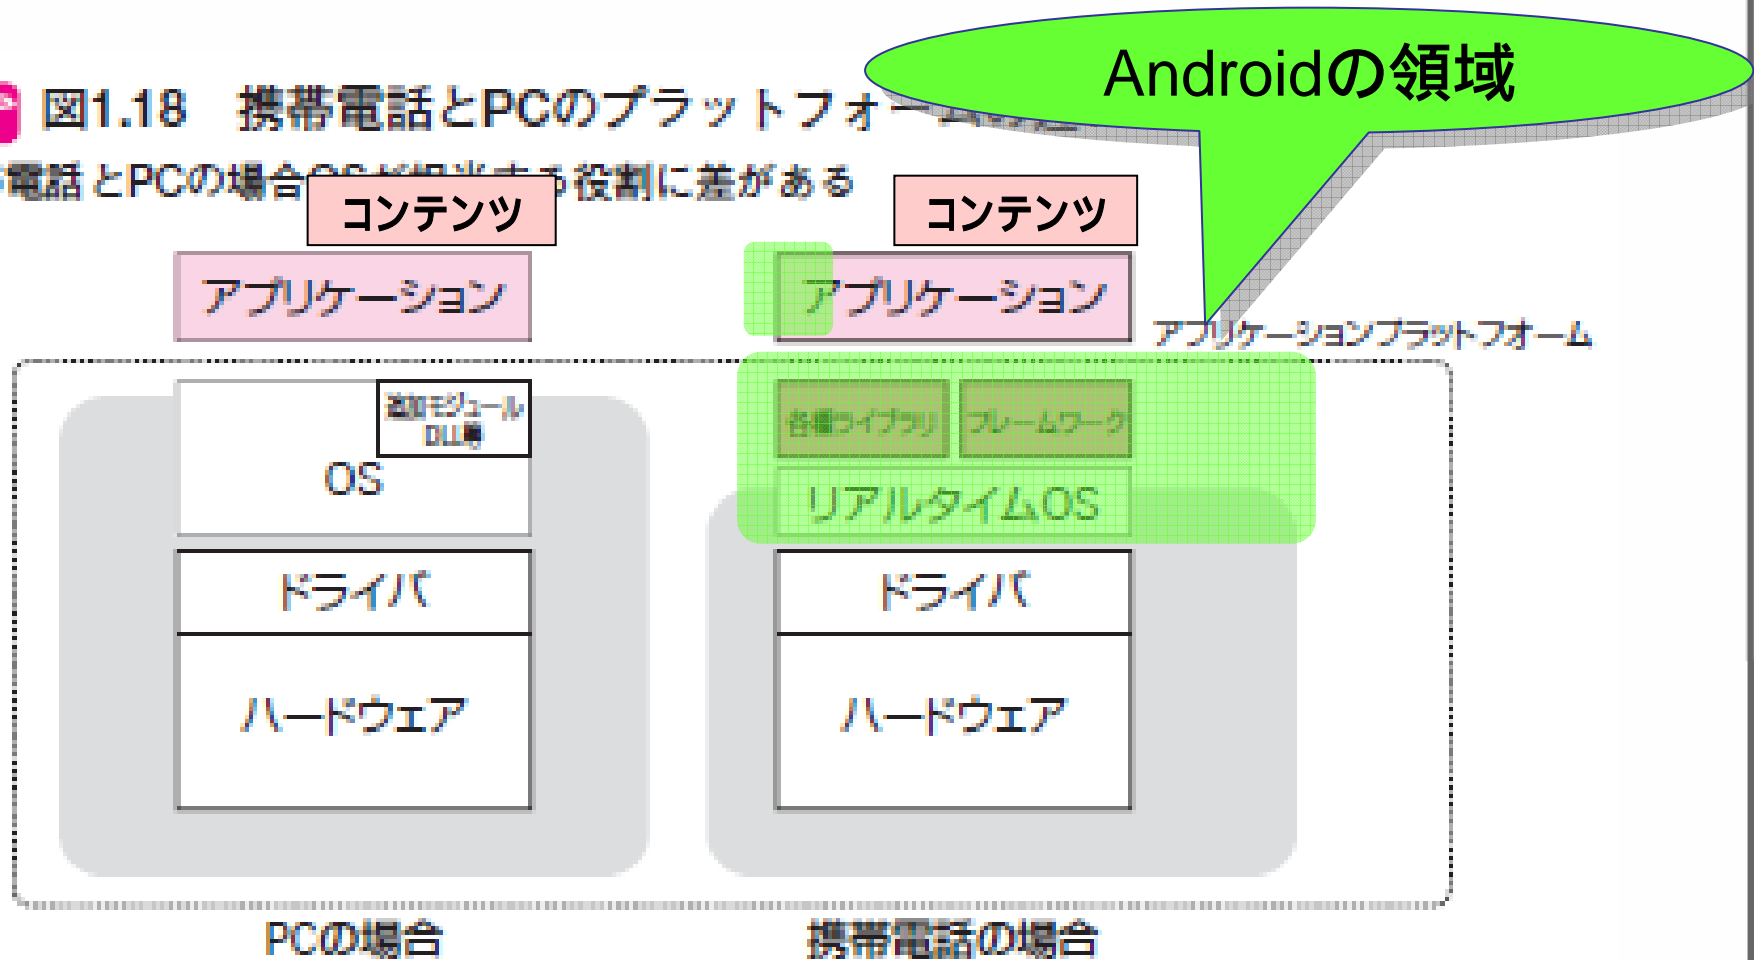 Androidの領域
図1.18 携帯電話とPCのプラットフォー
電話とPCの場合OSが担当する役割に差がある
コンテンツ
コンテンツ
アプリケーション
アプリケーション
アプリケーションプラットフォーム
追加モジュール
DLL等
OS
各種ライブラリ
フレームワーク
リアルタイムOS
ドライバ
ドライバ
ハードウェア
ハードウェア
PCの場合
携帯電話の場合